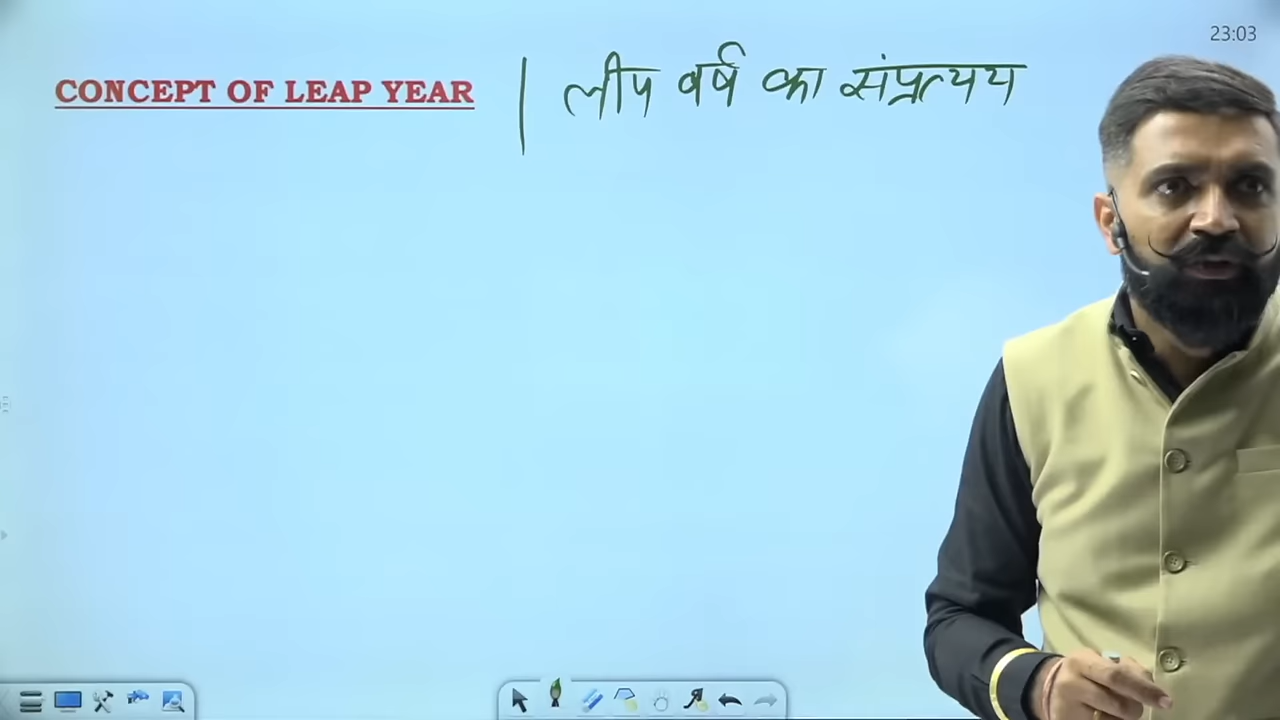 23:03
CONCEPT OF LEAP YEAR | लीप वर्ष का संप्रत्यय